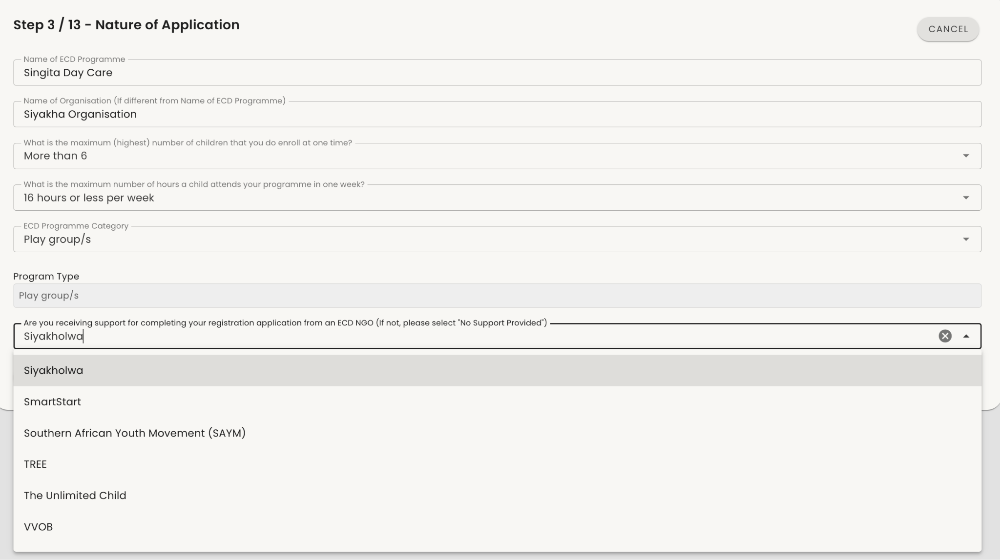 Step 3 / 13 - Nature of Application
CANCEL
Name of ECD Programme
Singita Day Care
Name of Organisation (If different from Name of ECD Programme)
Siyakha Organisation
What is the maximum (highest) number of children that you do enroll at one time?
More than 6
What is the maximum number of hours a child attends your programme in one week?
16 hours or less per week
ECD Programme Category
Play group/s
Program Type
Play group/s
Are you receiving support for completing your registration application from an ECD NGO (If not, please select "No Support Provided")
Siyakholwa
Siyakholwa
SmartStart
Southern African Youth Movement (SAYM)
TREE
The Unlimited Child
VVOB